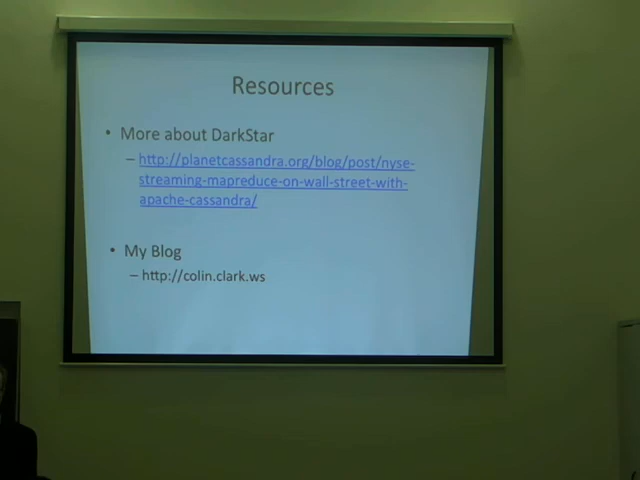 Resources
• More about DarkStar
– http://planetcassandra.org/blog/post/nyse-
streaming-mapreduce-on-wall-street-with-
apache-cassandra/
• My Blog
– http://colin.clark.ws